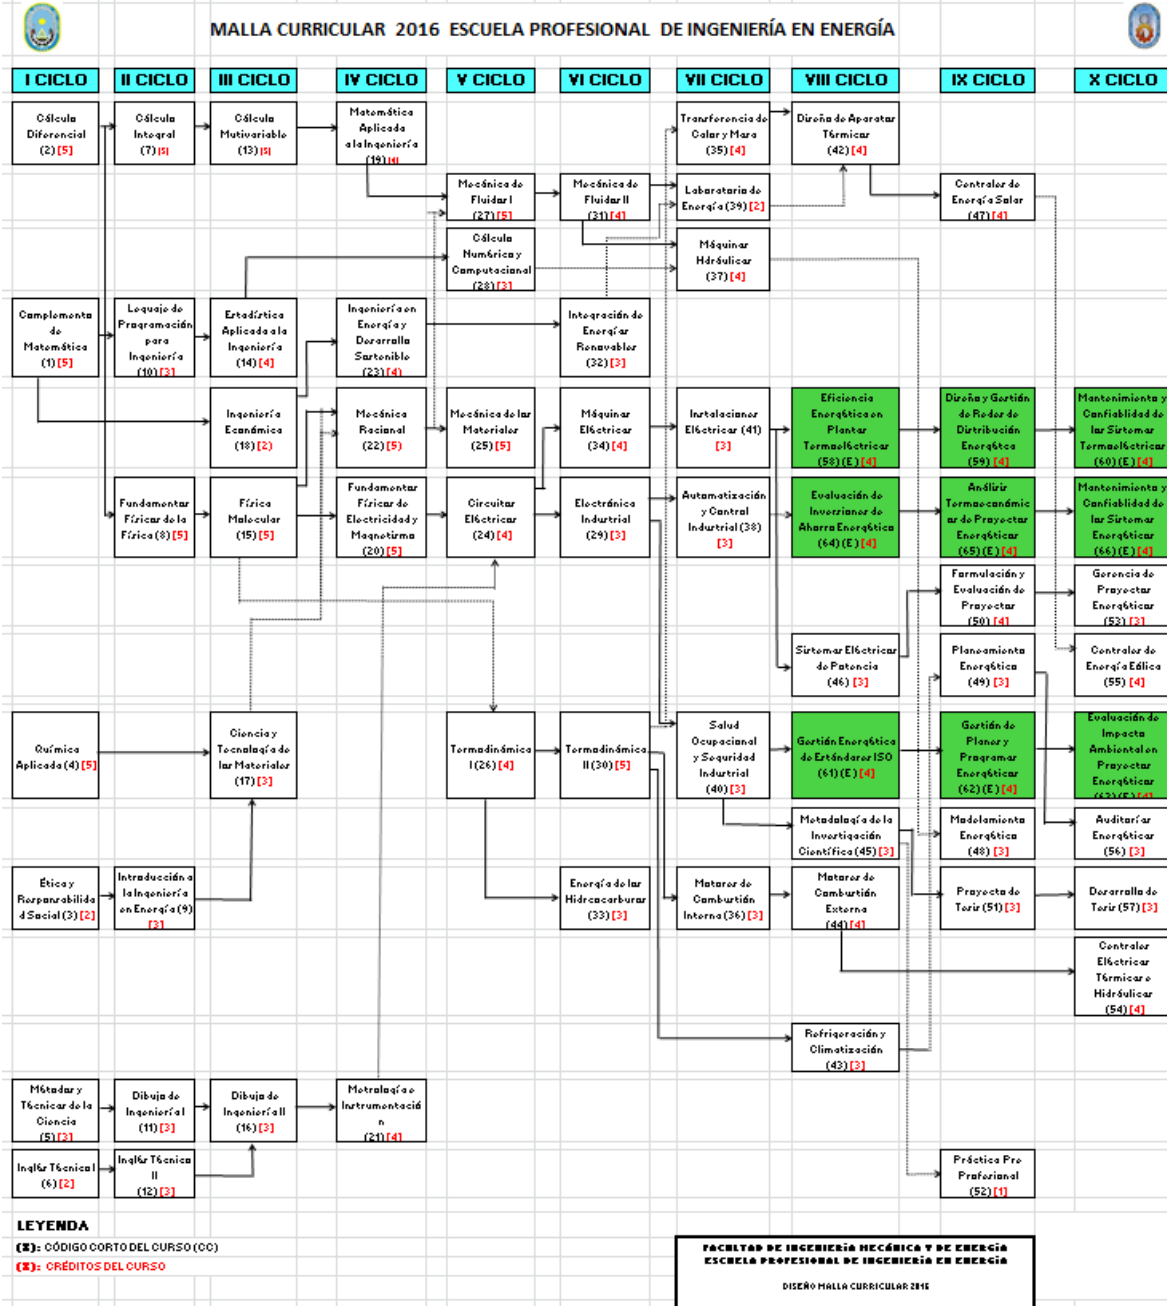 MALLA CURRICULAR 2016 ESCUELA PROFESIONAL DE INGENIERÍA EN ENERGÍA
I CICLO
II CICLO
III CICLO
IV CICLO
V CICLO
VI CICLO
VII CICLO
VIII CICLO
IX CICLO
X CICLO
Cálculo
Diferencial
(2) [5]
Cálculo
Integral
(7) [5]
Cálculo
Mutivariable
(13) [5]
Matemática
Aplicada
a la Ingeniería
(19) [4]
Transferencia de
Calor y Masa
(35) [4]
Diseño de Aparatos
Térmicos
(42) [4]
Mecánica de
Fluidos I
(27) [5]
Mecánica de
Fluidos II
(31) [4]
Laboratorio de
Energía (39) [2]
Centrales de
Energía Solar
(47) [4]
Cálculo
Numérico y
Computacional
(28) [3]
Máquinas
Hdráulicas
(37) [4]
Complemento
de
Matemática
(1) [5]
Leguaje de
Programación
para
Ingeniería
(10) [3]
Estadística
Aplicada a la
Ingeniería
(14) [4]
Ingeniería en
Energía y
Desarrollo
Sostenible
(23) [4]
Integración de
Energías
Renovables
(32) [3]
Ingeniería
Económica
(18) [2]
Mecánica
Racional
(22) [5]
Mecánica de los
Materiales
(25) [5]
Máquinas
Eléctricas
(34) [4]
Instalaciones
Eléctricas (41)
[3]
Eficiencia
Energética en
Plantas
Termoeléctricas
(58) (E) [4]
Diseño y Gestión
de Redes de
Distribución
Energética
(59) [4]
Mantenimiento y
Confiablidad de
las Sistemas
Termoeléctricas
(60) (E) [4]
Fundamentos
Físicos de la
Física (8) [5]
Física
Molecular
(15) [5]
Fundamentos
Físicos de
Electricidad y
Magnetismo
(20) [5]
Circuitos
Eléctricos
(24) [4]
Electrónica
Industrial
(29) [3]
Automatización
y Control
Industrial (38)
[3]
Evaluación de
Inversiones de
Ahorro Energético
(64) (E) [4]
Análisis
Termoeconómic
os de Proyectos
Energéticos
(65) (E) [4]
Mantenimiento y
Confiablidad de
los Sistemas
Energéticos
(66) (E) [4]
Formulación y
Evaluación de
Proyectos
(50) [4]
Gerencia de
Proyectos
Energéticos
(53) [3]
Sistemas Eléctricos
de Potencia
(46) [3]
Planeamiento
Energético
(49) [3]
Centrales de
Energía Eólica
(55) [4]
Química
Aplicada (4) [5]
Ciencia y
Tecnología de
los Materiales
(17) [3]
Termodinámica
I (26) [4]
Termodinámica
II (30) [5]
Salud
Ocupacional
y Seguridad
Industrial
(40) [3]
Gestión Energética
de Estándares ISO
(61) (E) [4]
Gestión de
Planes y
Programas
Energéticos
(62) (E) [4]
Evaluación de
Impacto
Ambiental en
Proyectos
Energéticos
(63) (E) [4]
Metodología de la
Investigación
Científica (45) [3]
Modelamiento
Energético
(48) [3]
Auditorías
Energéticas
(56) [3]
Ética y
Responsabilida
d Social (3) [2]
Introducción a
la Ingeniería
en Energía (9)
[3]
Energía de los
Hidrocarburos
(33) [3]
Motores de
Combustión
Interna (36) [3]
Motores de
Combustión
Externa
(44) [4]
Proyecto de
Tesis (51) [3]
Desarrollo de
Tesis (57) [3]
Centrales
Eléctricas
Térmicas e
Hidráulicas
(54) [4]
Refrigeración y
Climatización
(43) [3]
Métodos y
Técnicas de la
Ciencia
(5) [3]
Dibujo de
Ingeniería I
(11) [3]
Dibujo de
Ingeniería II
(16) [3]
Metrología e
Instrumentació
n
(21) [4]
Inglés Técnico I
(6) [2]
Inglés Técnico
II
(12) [3]
Práctica Pre
Profesional
(52) [1]
LEYENDA
(X): CÓDIGO CORTO DEL CURSO (CC)
(X): CRÉDITOS DEL CURSO
FACULTAD DE INGENIERÍA MECÁNICA Y DE ENERGÍA
ESCUELA PROFESIONAL DE INGENIERÍA EN ENERGÍA
DISEÑO MALLA CURRICULAR 2016